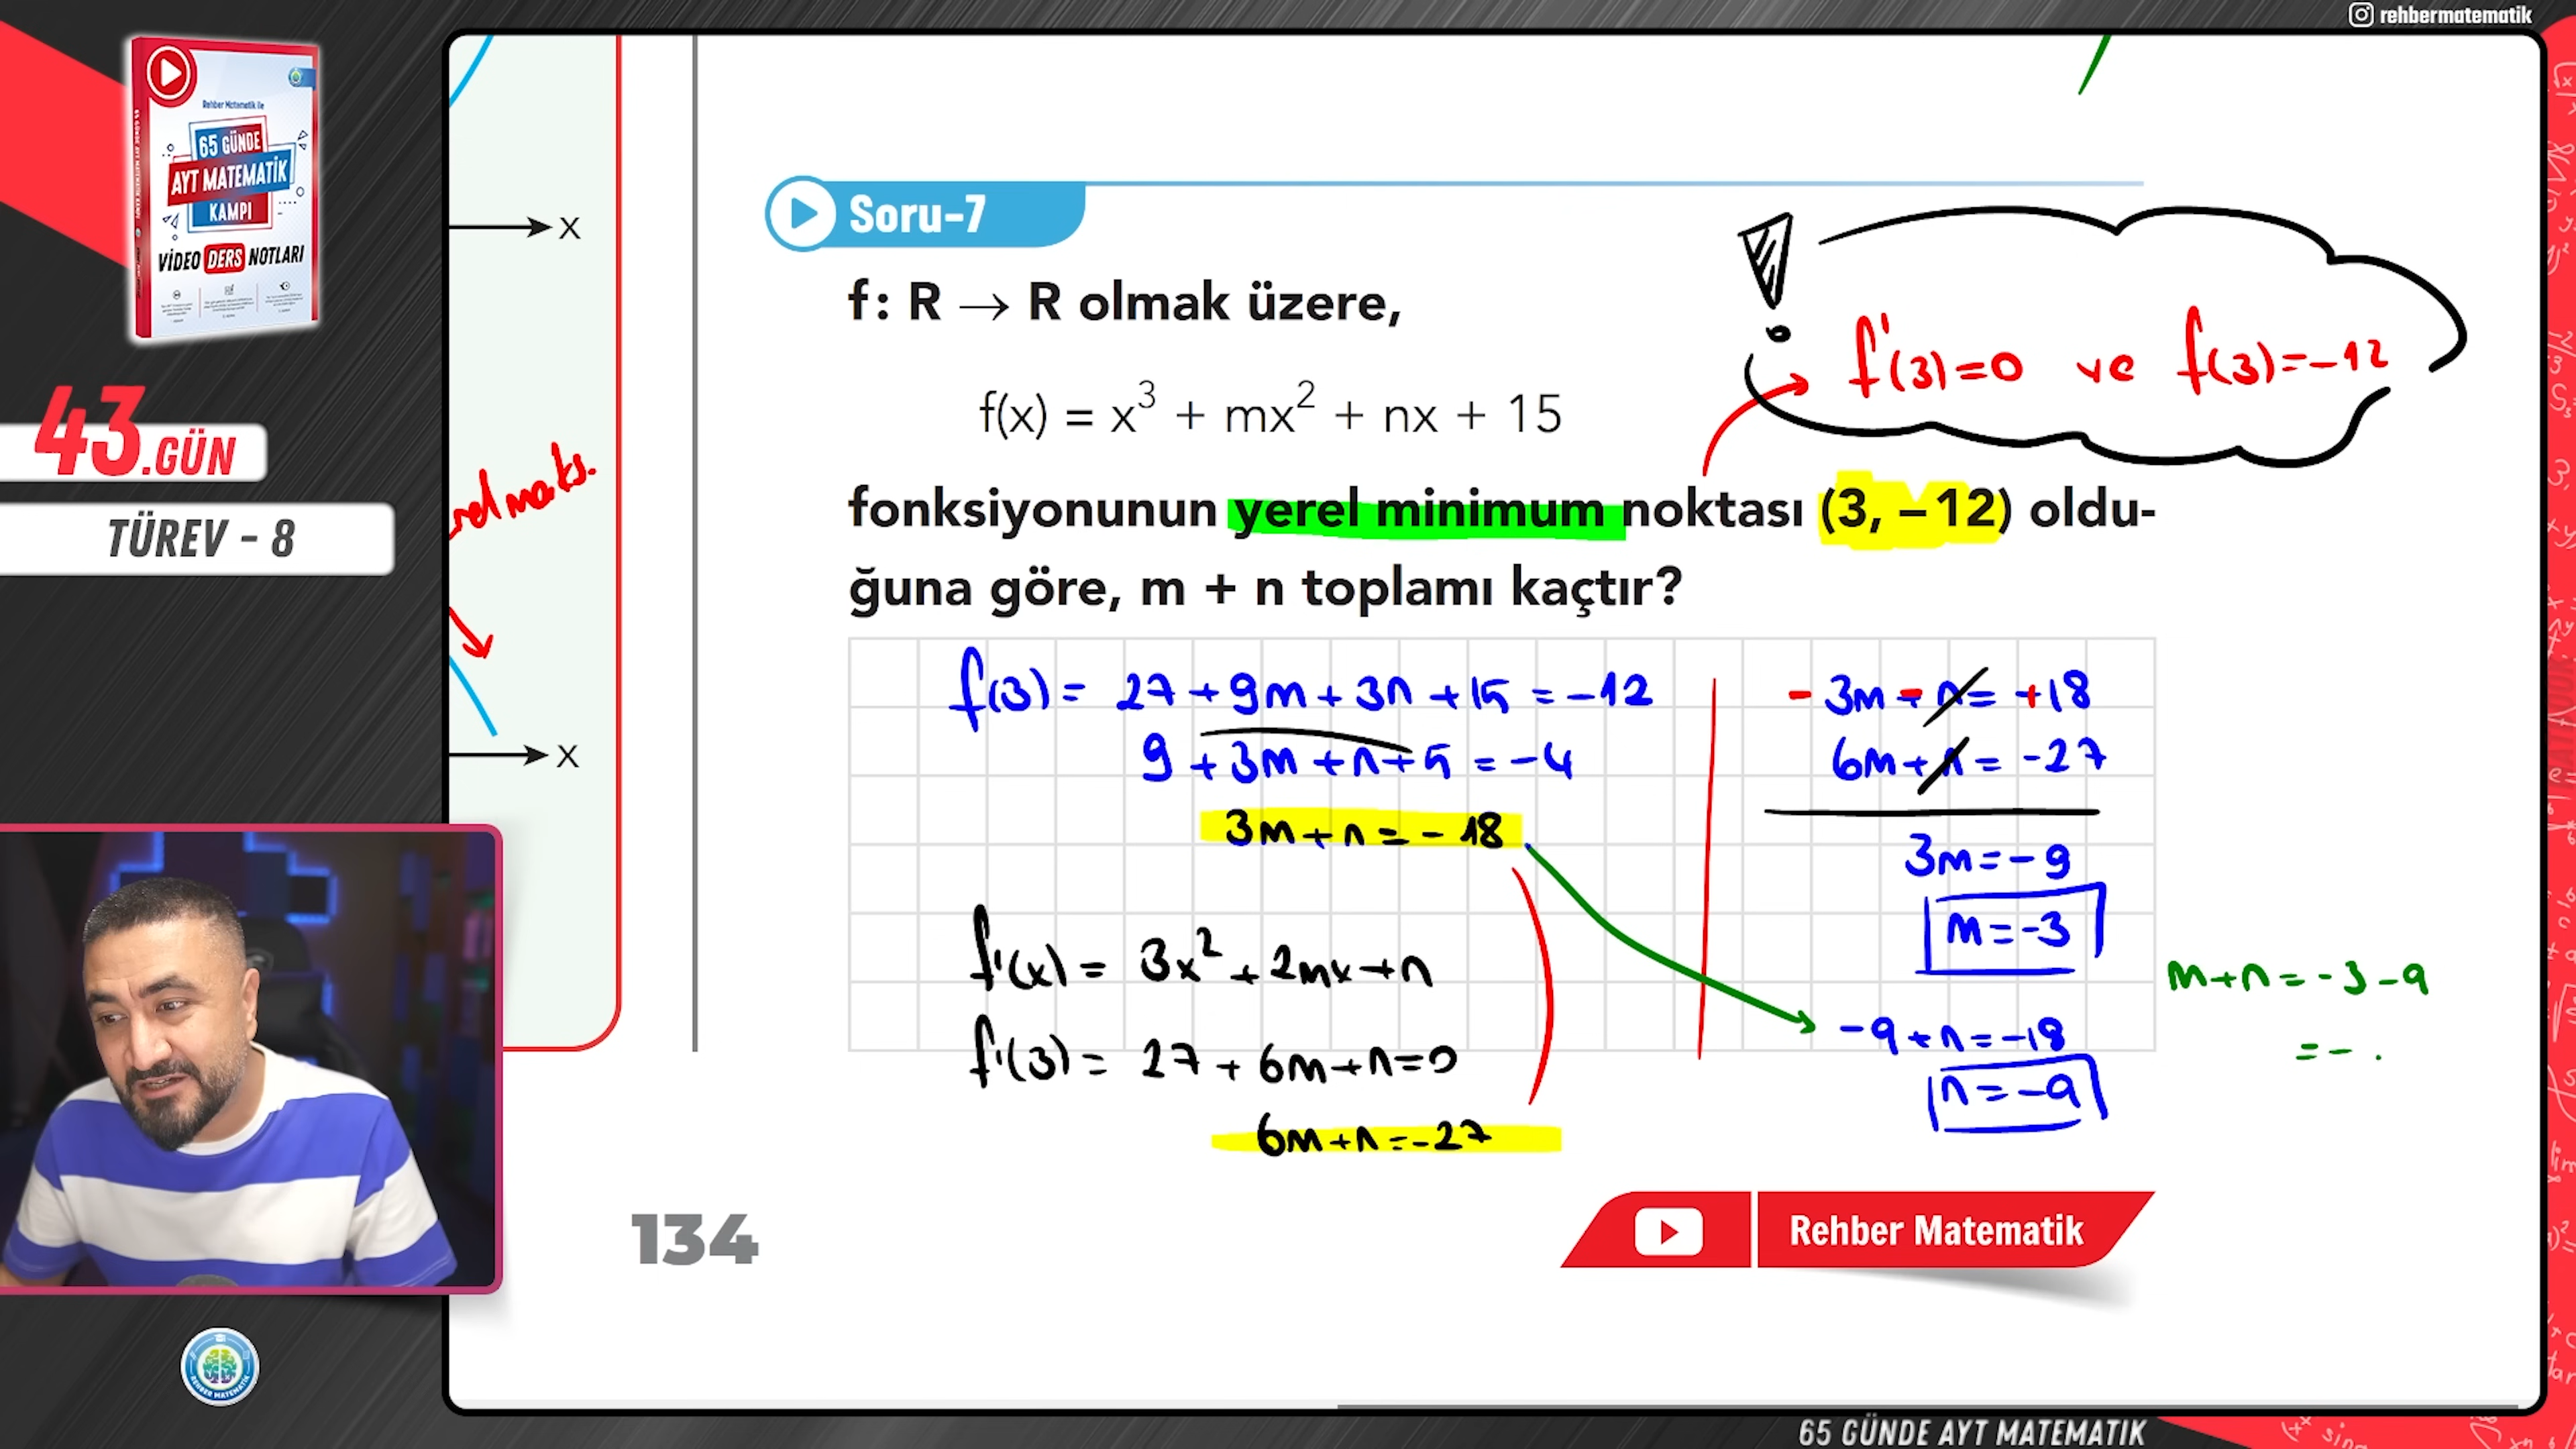 rehbermatematik
Rehber Matematik ile
65 GÜNDE
AYT MATEMATİK
KAMPI
VİDEO DERS NOTLARI
43.GÜN
TÜREV - 8
x
rel maks.
x
Soru-7
f: R → R olmak üzere,
f(x) = x³ + mx² + nx + 15
fonksiyonunun yerel minimum noktası (3, −12) oldu-
ğuna göre, m + n toplamı kaçtır?
f'(3)=0 ve f(3)=-12
f(3) = 27 + 9m + 3n + 15 = -12
9 + 3m + n + 5 = -4
3m + n = - 18
f'(x) = 3x² + 2mx + n
f'(3) = 27 + 6m + n = 0
6m + n = -27
- 3m - n = +18
6m + n = -27
3m = -9
m = -3
-9 + n = -18
n = -9
m+n = -3 -9
= - .
134
Rehber Matematik
REHBER MATEMATİK
65 GÜNDE AYT MATEMATİK